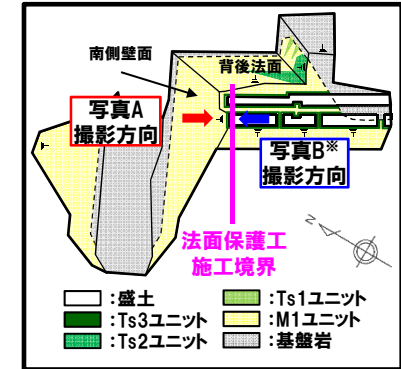 南側壁面
背後法面
写真A
撮影方向
写真B※
撮影方向
法面保護工
施工境界
N
：盛土
：Ts1ユニット
：Ts3ユニット
：M1ユニット
：Ts2ユニット
：基盤岩